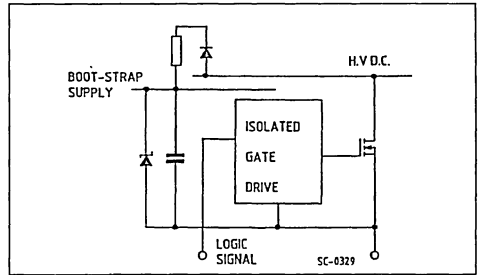 H.V D.C.
BOOT-STRAP
SUPPLY
ISOLATED
GATE
DRIVE
LOGIC
SIGNAL
SC-0329